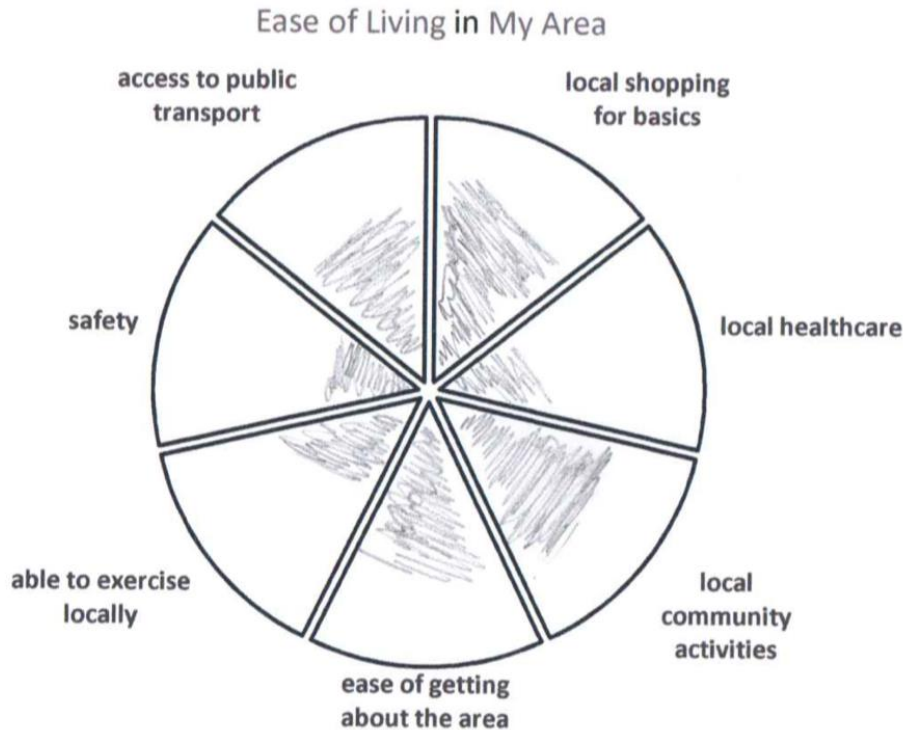 Ease of Living in My Area
access to public
transport
local shopping
for basics
safety
local healthcare
able to exercise
locally
local
community
activities
ease of getting
about the area